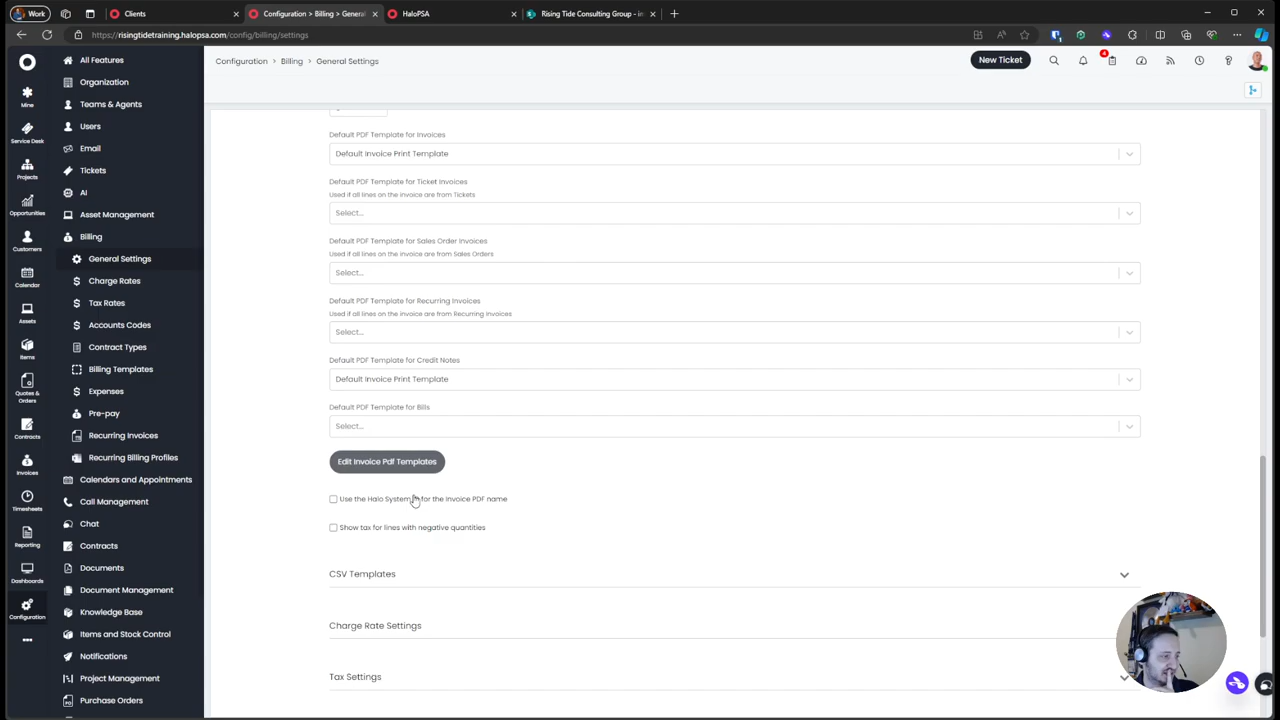 Work
Clients
Configuration > Billing > General
HaloPSA
Rising Tide Consulting Group - in
https://risingtidetraining.halopsa.com/config/billing/settings
Mine
Service Desk
Projects
Opportunities
Customers
Calendar
Assets
Items
Quotes &
Orders
Contracts
Invoices
Timesheets
Reporting
Dashboards
Configuration
All Features
Organization
Teams & Agents
Users
Email
Tickets
AI
Asset Management
Billing
General Settings
Charge Rates
Tax Rates
Accounts Codes
Contract Types
Billing Templates
Expenses
Pre-pay
Recurring Invoices
Recurring Billing Profiles
Calendars and Appointments
Call Management
Chat
Contracts
Documents
Document Management
Knowledge Base
Items and Stock Control
Notifications
Project Management
Purchase Orders
Configuration > Billing > General Settings
New Ticket
4
Default PDF Template for Invoices
Default Invoice Print Template
Default PDF Template for Ticket Invoices
Used if all lines on the invoice are from Tickets
Select...
Default PDF Template for Sales Order Invoices
Used if all lines on the invoice are from Sales Orders
Select...
Default PDF Template for Recurring Invoices
Used if all lines on the invoice are from Recurring Invoices
Select...
Default PDF Template for Credit Notes
Default Invoice Print Template
Default PDF Template for Bills
Select...
Edit Invoice Pdf Templates
Use the Halo System for the Invoice PDF name
Show tax for lines with negative quantities
CSV Templates
Charge Rate Settings
Tax Settings